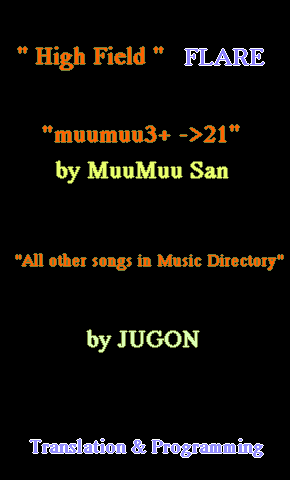 " High Field " FLARE
"muumuu3+ ->21"
by MuuMuu San
"All other songs in Music Directory"
by JUGON
Translation & Programming